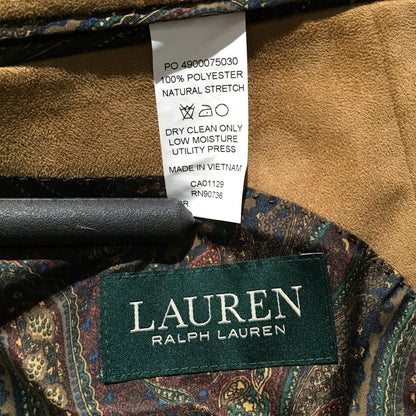 PO 4900075030
100% POLYESTER
NATURAL STRETCH
DRY CLEAN ONLY
LOW MOISTURE
UTILITY PRESS
MADE IN VIETNAM
CA01129
RN90736
LAUREN
RALPH LAUREN